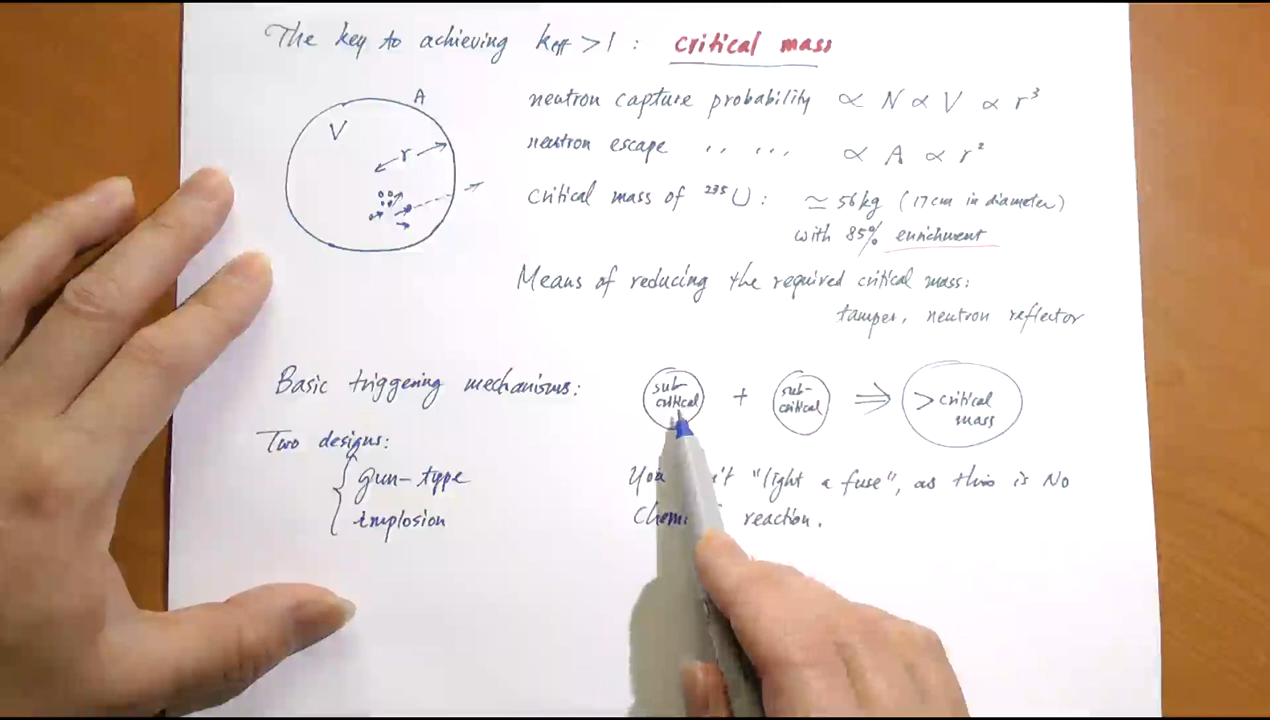 The key to achieving keff > 1 : critical mass
A
V
r
neutron capture probability ∝ N ∝ V ∝ r³
neutron escape ,, ,,, ∝ A ∝ r²
critical mass of ²³⁵U : ≃ 56kg (17cm in diameter)
with 85% enrichment
Means of reducing the required critical mass:
tamper, neutron reflector
Basic triggering mechanisms:
sub-critical + sub-critical ⇒ > critical mass
Two designs:
gun-type
implosion
You "light a fuse", as this is No
reaction.